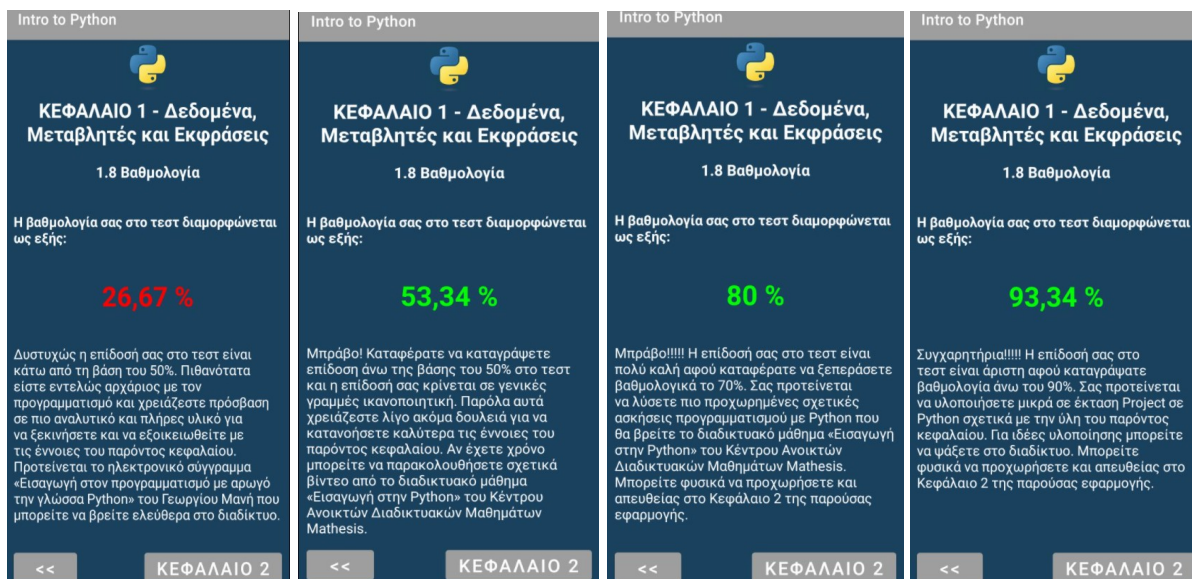 Intro to Python
ΚΕΦΑΛΑΙΟ 1 - Δεδομένα,
Μεταβλητές και Εκφράσεις
1.8 Βαθμολογία
Η βαθμολογία σας στο τεστ διαμορφώνεται
ως εξής:
26,67 %
Δυστυχώς η επίδοσή σας στο τεστ είναι
κάτω από τη βάση του 50%. Πιθανότατα
είστε εντελώς αρχάριος με τον
προγραμματισμό και χρειάζεστε πρόσβαση
σε πιο αναλυτικό και πλήρες υλικό για
να ξεκινήσετε και να εξοικειωθείτε με
τις έννοιες του παρόντος κεφαλαίου.
Προτείνεται το ηλεκτρονικό σύγγραμμα
«Εισαγωγή στον προγραμματισμό με αρωγό
την γλώσσα Python» του Γεωργίου Μανή που
μπορείτε να βρείτε ελεύθερα στο διαδίκτυο.
<<
ΚΕΦΑΛΑΙΟ 2
Intro to Python
ΚΕΦΑΛΑΙΟ 1 - Δεδομένα,
Μεταβλητές και Εκφράσεις
1.8 Βαθμολογία
Η βαθμολογία σας στο τεστ διαμορφώνεται
ως εξής:
53,34 %
Μπράβο! Καταφέρατε να καταγράψετε
επίδοση άνω της βάσης του 50% στο τεστ
και η επίδοσή σας κρίνεται σε γενικές
γραμμές ικανοποιητική. Παρόλα αυτά
χρειάζεστε λίγο ακόμα δουλειά για να
κατανοήσετε καλύτερα τις έννοιες του
παρόντος κεφαλαίου. Αν έχετε χρόνο
μπορείτε να παρακολουθήσετε σχετικά
βίντεο από το διαδικτυακό μάθημα
«Εισαγωγή στην Python» του Κέντρου
Ανοικτών Διαδικτυακών Μαθημάτων
Mathesis.
<<
ΚΕΦΑΛΑΙΟ 2
Intro to Python
ΚΕΦΑΛΑΙΟ 1 - Δεδομένα,
Μεταβλητές και Εκφράσεις
1.8 Βαθμολογία
Η βαθμολογία σας στο τεστ διαμορφώνεται
ως εξής:
80 %
Μπράβο!!!!! Η επίδοσή σας στο τεστ είναι
πολύ καλή αφού καταφέρατε να ξεπεράσετε
βαθμολογικά το 70%. Σας προτείνεται
να λύσετε πιο προχωρημένες σχετικές
ασκήσεις προγραμματισμού με Python που
θα βρείτε το διαδικτυακό μάθημα «Εισαγωγή
στην Python» του Κέντρου Ανοικτών
Διαδικτυακών Μαθημάτων Mathesis.
Μπορείτε φυσικά να προχωρήσετε και
απευθείας στο Κεφάλαιο 2 της παρούσας
εφαρμογής.
<<
ΚΕΦΑΛΑΙΟ 2
Intro to Python
ΚΕΦΑΛΑΙΟ 1 - Δεδομένα,
Μεταβλητές και Εκφράσεις
1.8 Βαθμολογία
Η βαθμολογία σας στο τεστ διαμορφώνεται
ως εξής:
93,34 %
Συγχαρητήρια!!!!! Η επίδοσή σας στο
τεστ είναι άριστη αφού καταγράψατε
βαθμολογία άνω του 90%. Σας προτείνεται
να υλοποιήσετε μικρά σε έκταση Project σε
Python σχετικά με την ύλη του παρόντος
κεφαλαίου. Για ιδέες υλοποίησης μπορείτε
να ψάξετε στο διαδίκτυο. Μπορείτε
φυσικά να προχωρήσετε και απευθείας στο
Κεφάλαιο 2 της παρούσας εφαρμογής.
<<
ΚΕΦΑΛΑΙΟ 2